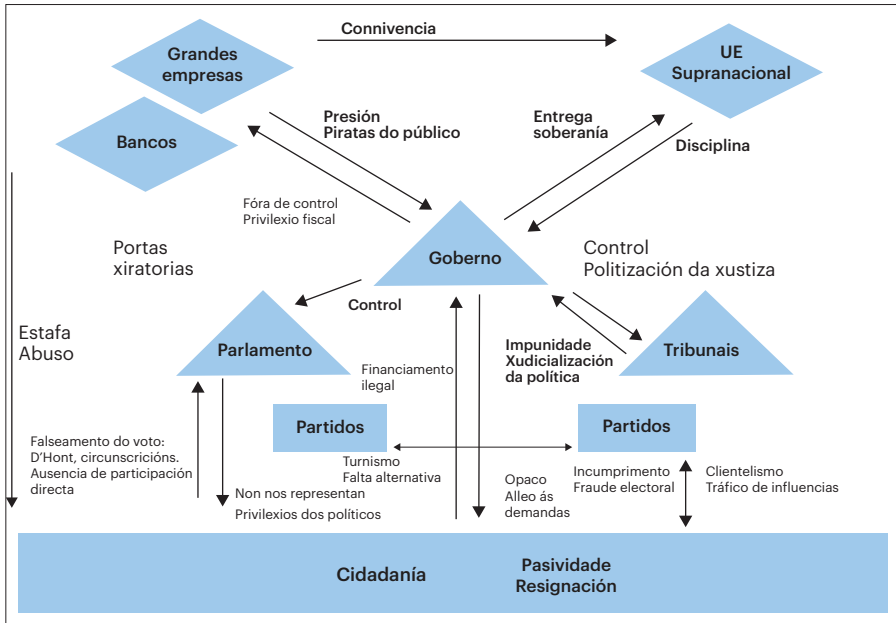 Connivencia
Grandes
empresas
UE
Supranacional
Bancos
Presión
Piratas do público
Entrega
soberanía
Disciplina
Fóra de control
Privilexio fiscal
Portas
xiratorias
Goberno
Control
Politización da xustiza
Control
Estafa
Abuso
Parlamento
Impunidade
Xudicialización
da política
Tribunais
Financiamento
ilegal
Partidos
Partidos
Falseamento do voto:
D'Hont, circunscricións.
Ausencia de participación
directa
Turnismo
Falta alternativa
Non nos representan
Privilexios dos políticos
Opaco
Alleo ás
demandas
Incumprimento
Fraude electoral
Clientelismo
Tráfico de influencias
Cidadanía
Pasividade
Resignación